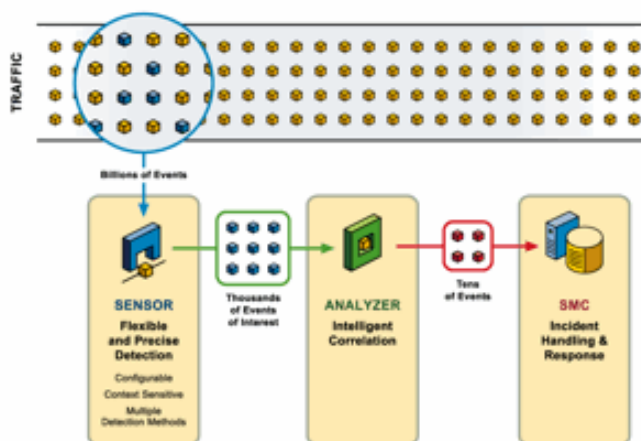 TRAFFIC
Billions of Events
SENSOR
Flexible
and Precise
Detection
Configurable
Context Sensitive
Multiple
Detection Methods
Thousands
of Events
of Interest
ANALYZER
Intelligent
Correlation
Tens
of Events
SMC
Incident
Handling &
Response